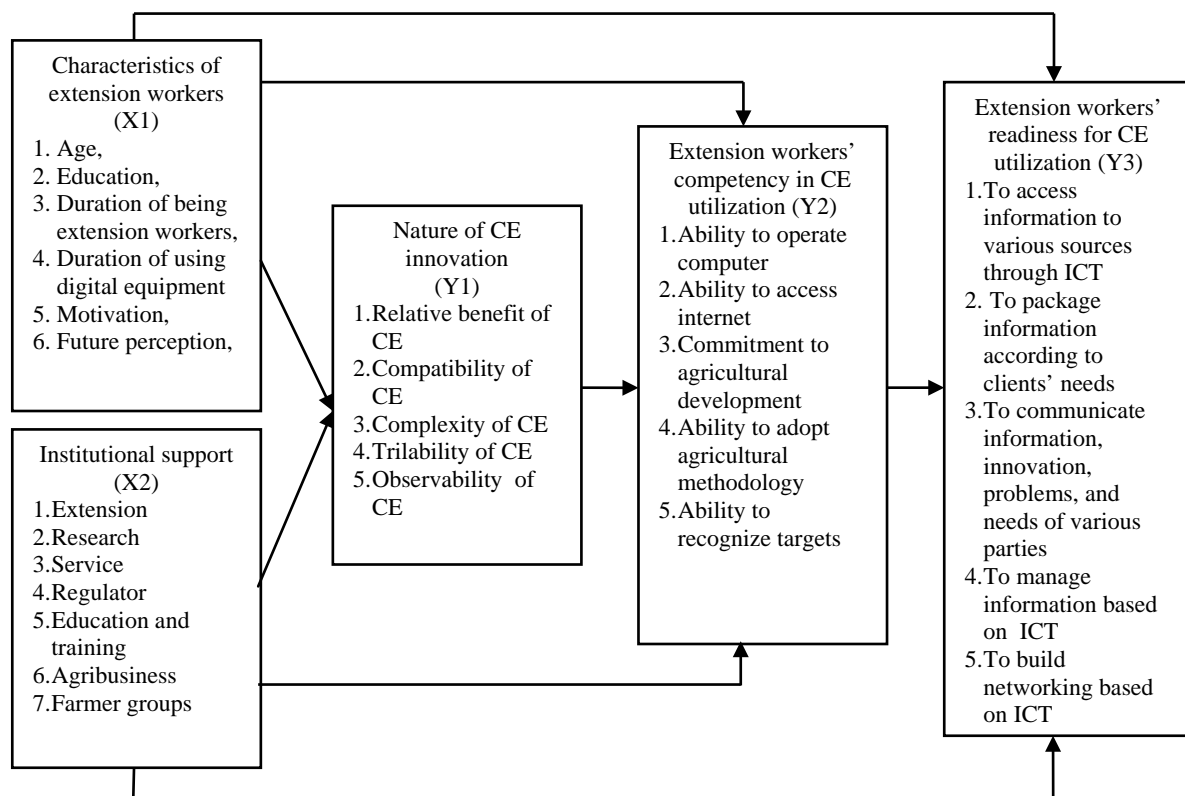 Characteristics of
extension workers
(X1)
1. Age,
2. Education,
3. Duration of being
extension workers,
4. Duration of using
digital equipment
5. Motivation,
6. Future perception,
Institutional support
(X2)
1.Extension
2.Research
3.Service
4.Regulator
5.Education and
training
6.Agribusiness
7.Farmer groups
Nature of CE
innovation
(Y1)
1.Relative benefit of
CE
2.Compatibility of
CE
3.Complexity of CE
4.Trilability of CE
5.Observability of
CE
Extension workers'
competency in CE
utilization (Y2)
1.Ability to operate
computer
2.Ability to access
internet
3.Commitment to
agricultural
development
4.Ability to adopt
agricultural
methodology
5.Ability to
recognize targets
Extension workers'
readiness for CE
utilization (Y3)
1.To access
information to
various sources
through ICT
2. To package
information
according to
clients' needs
3.To communicate
information,
innovation,
problems, and
needs of various
parties
4.To manage
information based
on ICT
5.To build
networking based
on ICT